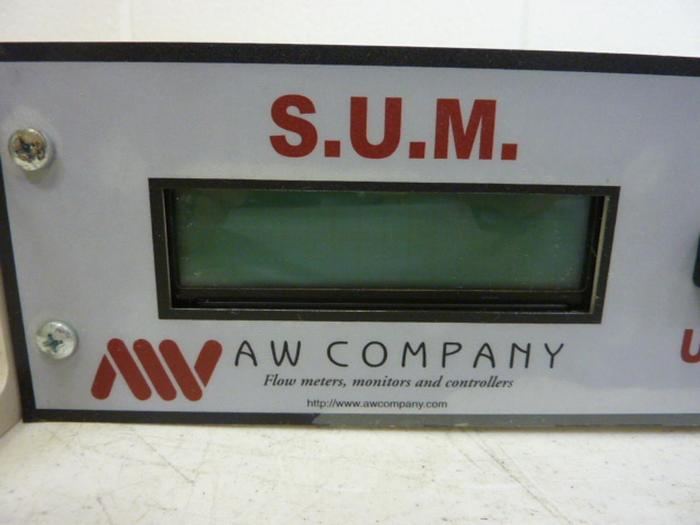 S.U.M.
AW COMPANY
Flow meters, monitors and controllers
http://www.awcompany.com
U